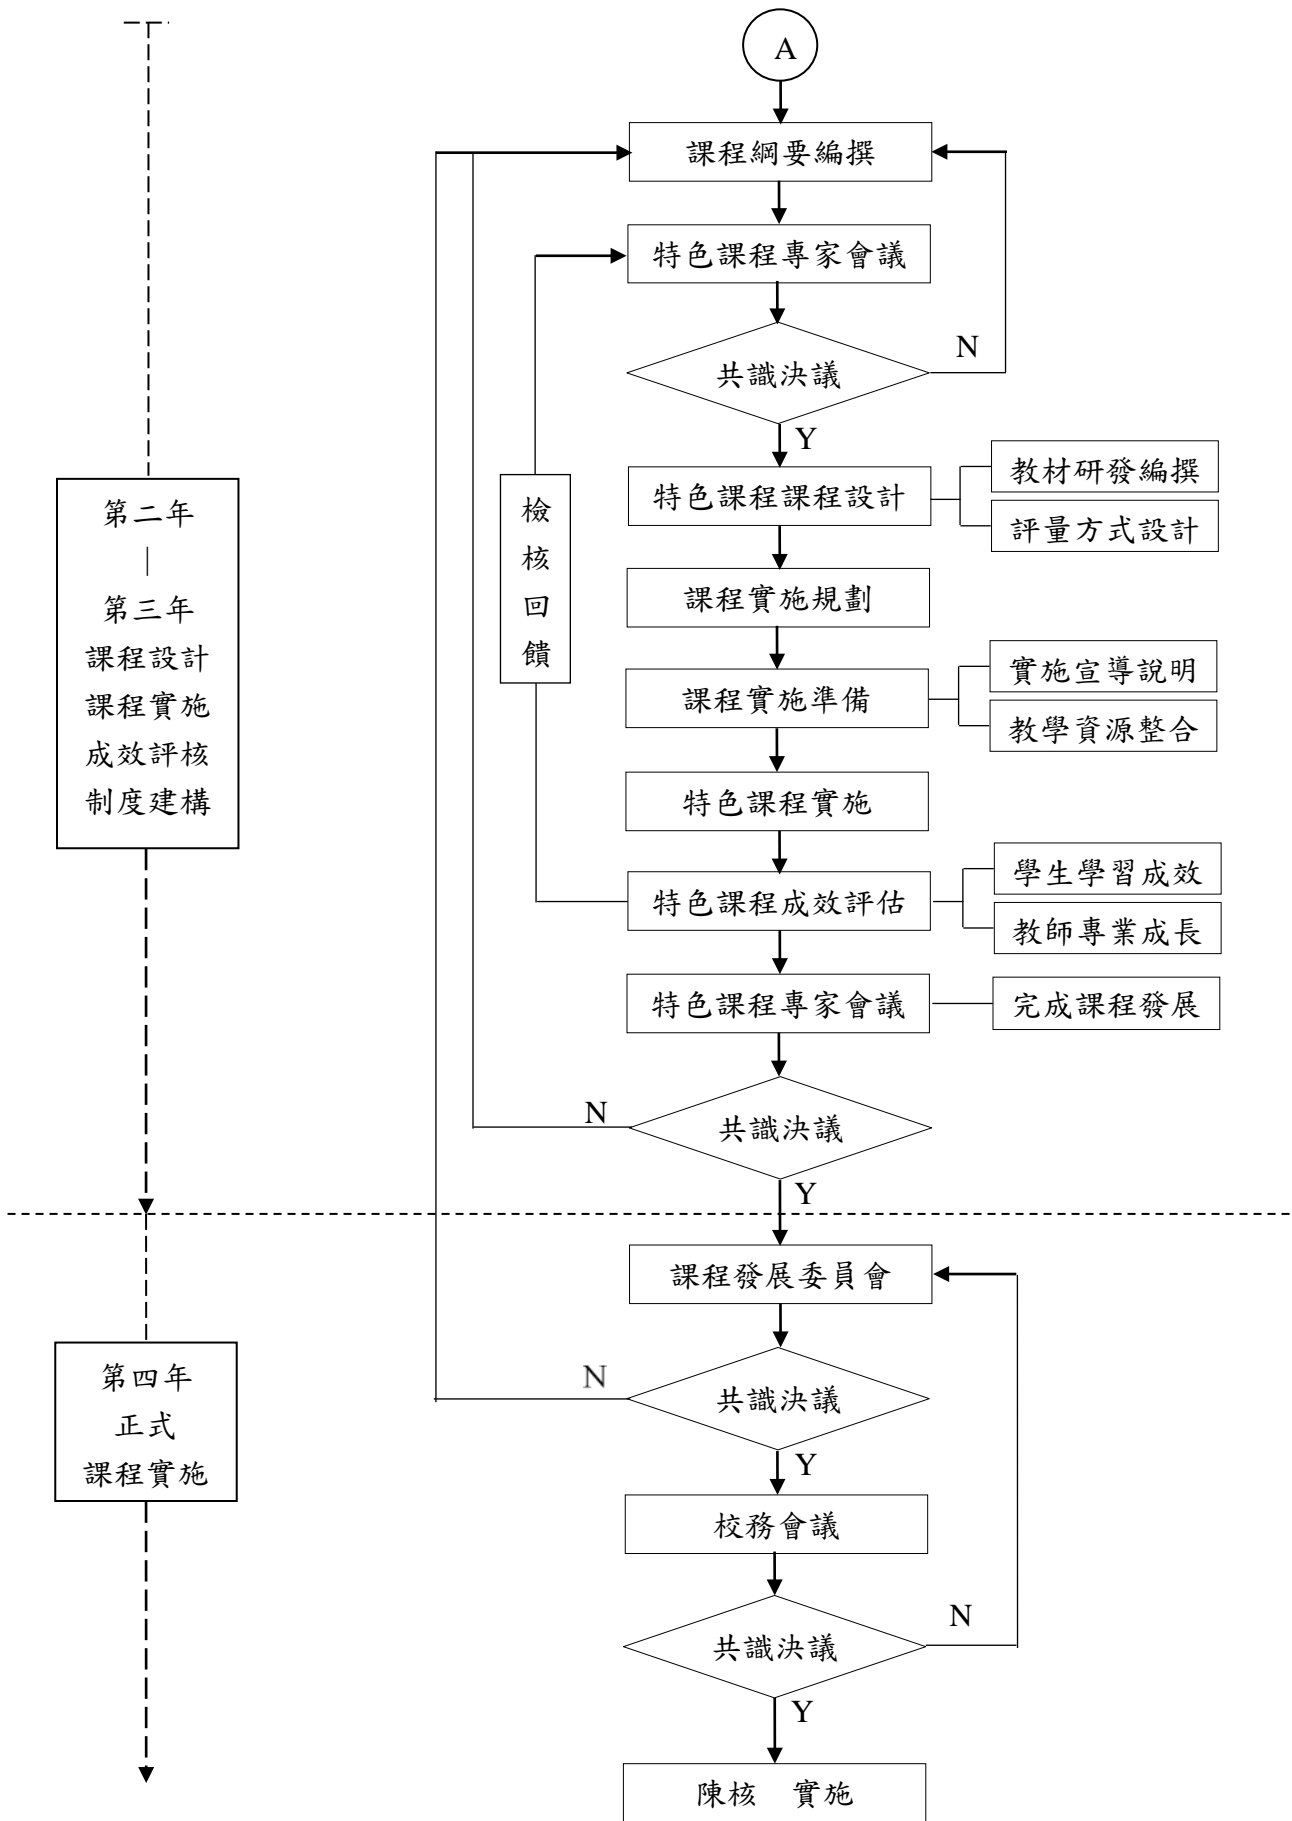 A
課程綱要編撰
特色課程專家會議
共識決議
N
Y
特色課程課程設計
教材研發編撰
評量方式設計
檢
核
回
饋
第二年
｜
第三年
課程設計
課程實施
成效評核
制度建構
課程實施規劃
課程實施準備
實施宣導說明
教學資源整合
特色課程實施
特色課程成效評估
學生學習成效
教師專業成長
特色課程專家會議
完成課程發展
共識決議
N
Y
課程發展委員會
第四年
正式
課程實施
共識決議
N
Y
校務會議
共識決議
N
Y
陳核　實施